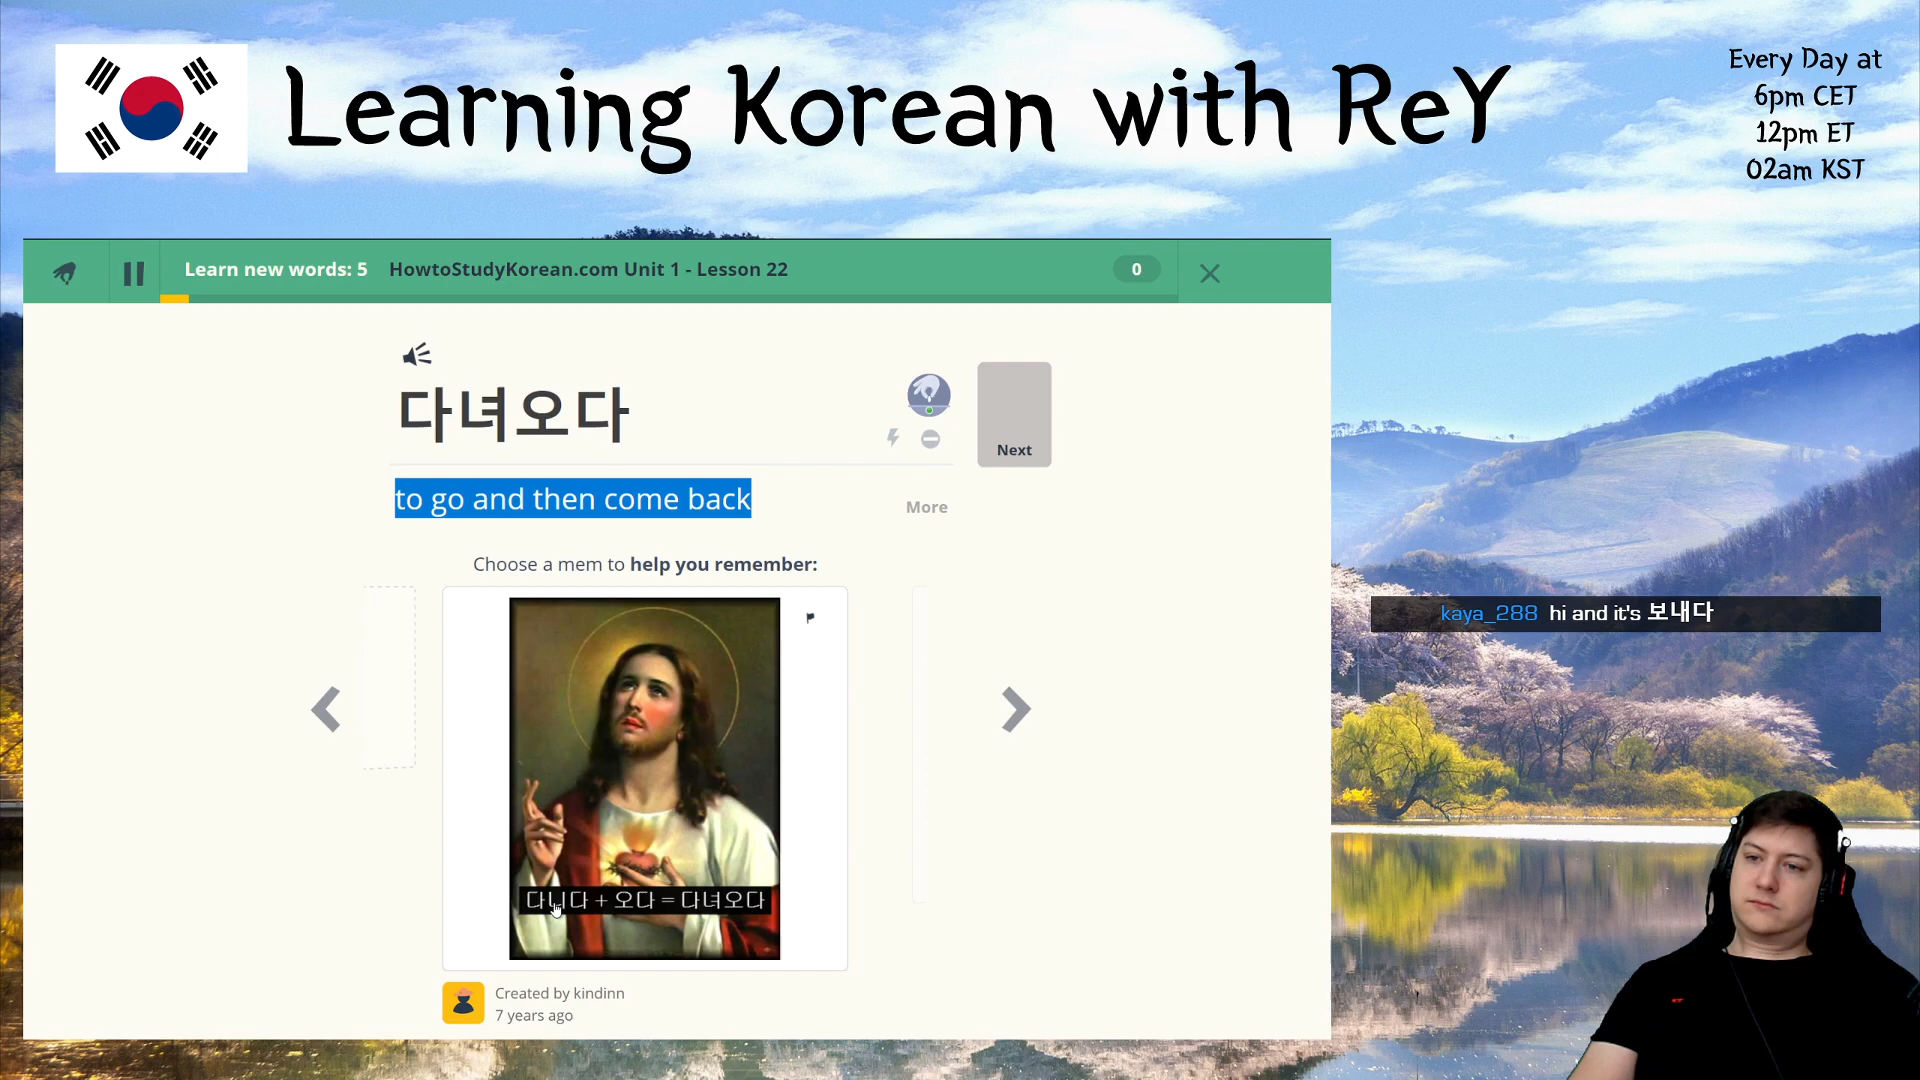 Learning Korean with ReY
Every Day at
6pm CET
12pm ET
02am KST
Learn new words: 5 HowtoStudyKorean.com Unit 1 - Lesson 22
0
다녀오다
Next
to go and then come back
More
Choose a mem to help you remember:
kaya_288 hi and it's 보내다
다니다 + 오다 = 다녀오다
Created by kindinn
7 years ago